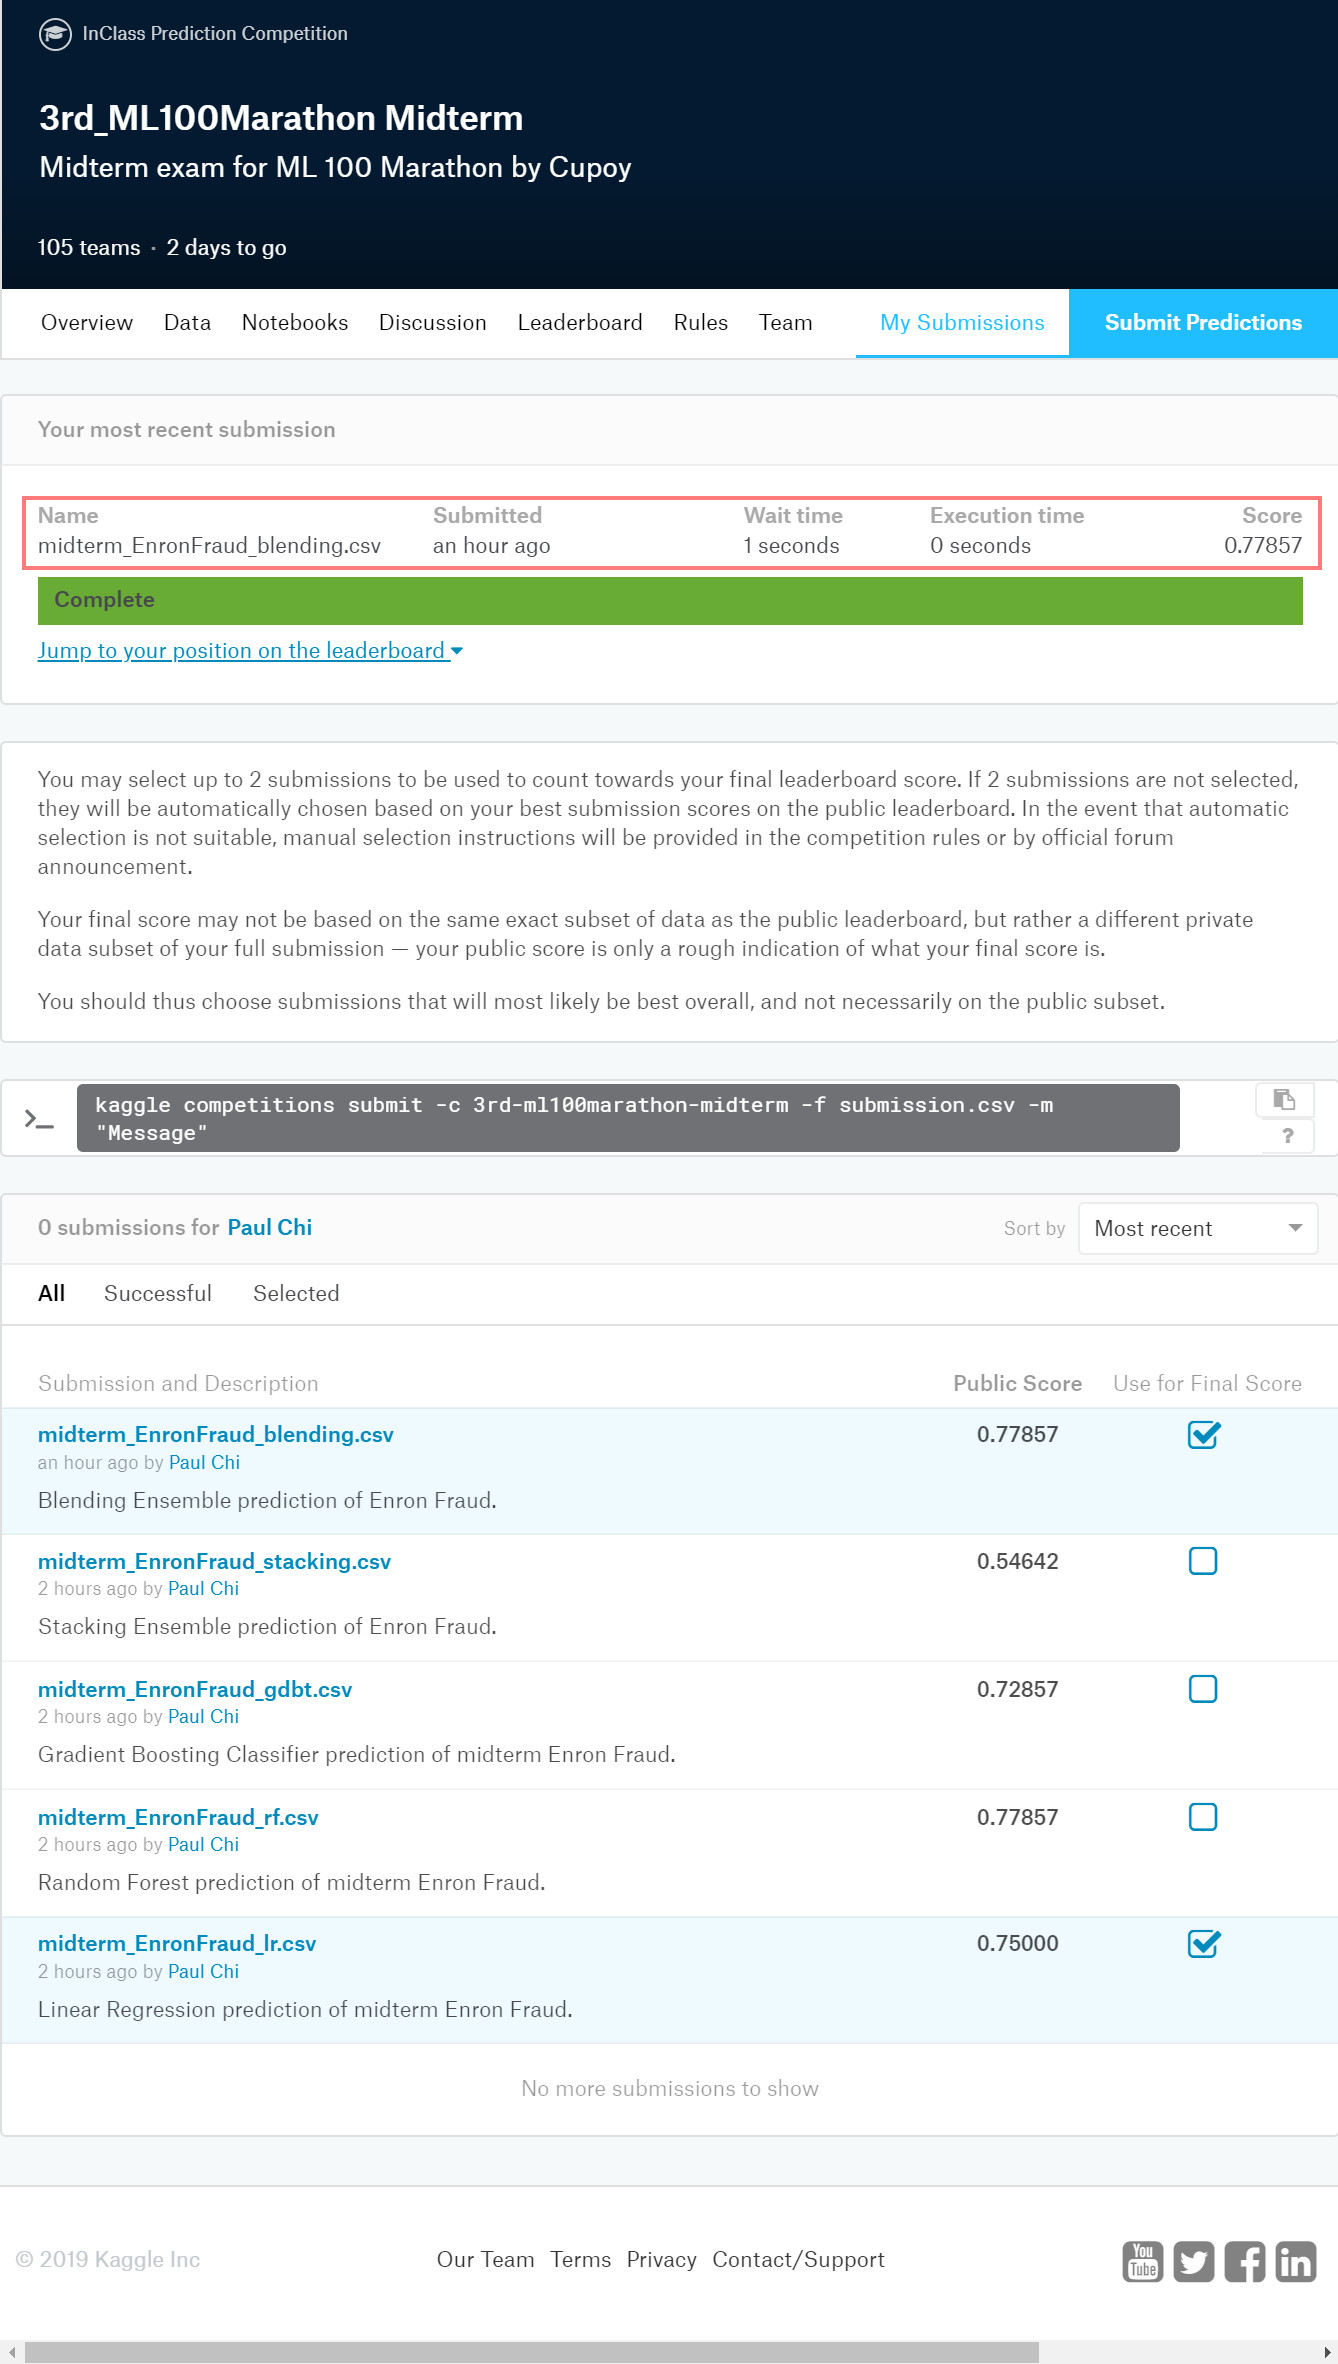 InClass Prediction Competition
3rd_ML100Marathon Midterm
Midterm exam for ML 100 Marathon by Cupoy
105 teams · 2 days to go
Overview Data Notebooks Discussion Leaderboard Rules Team My Submissions Submit Predictions
Your most recent submission
Name Submitted Wait time Execution time Score
midterm_EnronFraud_blending.csv an hour ago 1 seconds 0 seconds 0.77857
Complete
Jump to your position on the leaderboard
You may select up to 2 submissions to be used to count towards your final leaderboard score. If 2 submissions are not selected,
they will be automatically chosen based on your best submission scores on the public leaderboard. In the event that automatic
selection is not suitable, manual selection instructions will be provided in the competition rules or by official forum
announcement.
Your final score may not be based on the same exact subset of data as the public leaderboard, but rather a different private
data subset of your full submission — your public score is only a rough indication of what your final score is.
You should thus choose submissions that will most likely be best overall, and not necessarily on the public subset.
>_ kaggle competitions submit -c 3rd-ml100marathon-midterm -f submission.csv -m
"Message"
?
0 submissions for Paul Chi Sort by Most recent
All Successful Selected
Submission and Description Public Score Use for Final Score
midterm_EnronFraud_blending.csv 0.77857
an hour ago by Paul Chi
Blending Ensemble prediction of Enron Fraud.
midterm_EnronFraud_stacking.csv 0.54642
2 hours ago by Paul Chi
Stacking Ensemble prediction of Enron Fraud.
midterm_EnronFraud_gdbt.csv 0.72857
2 hours ago by Paul Chi
Gradient Boosting Classifier prediction of midterm Enron Fraud.
midterm_EnronFraud_rf.csv 0.77857
2 hours ago by Paul Chi
Random Forest prediction of midterm Enron Fraud.
midterm_EnronFraud_lr.csv 0.75000
2 hours ago by Paul Chi
Linear Regression prediction of midterm Enron Fraud.
No more submissions to show
© 2019 Kaggle Inc Our Team Terms Privacy Contact/Support You Tube f in